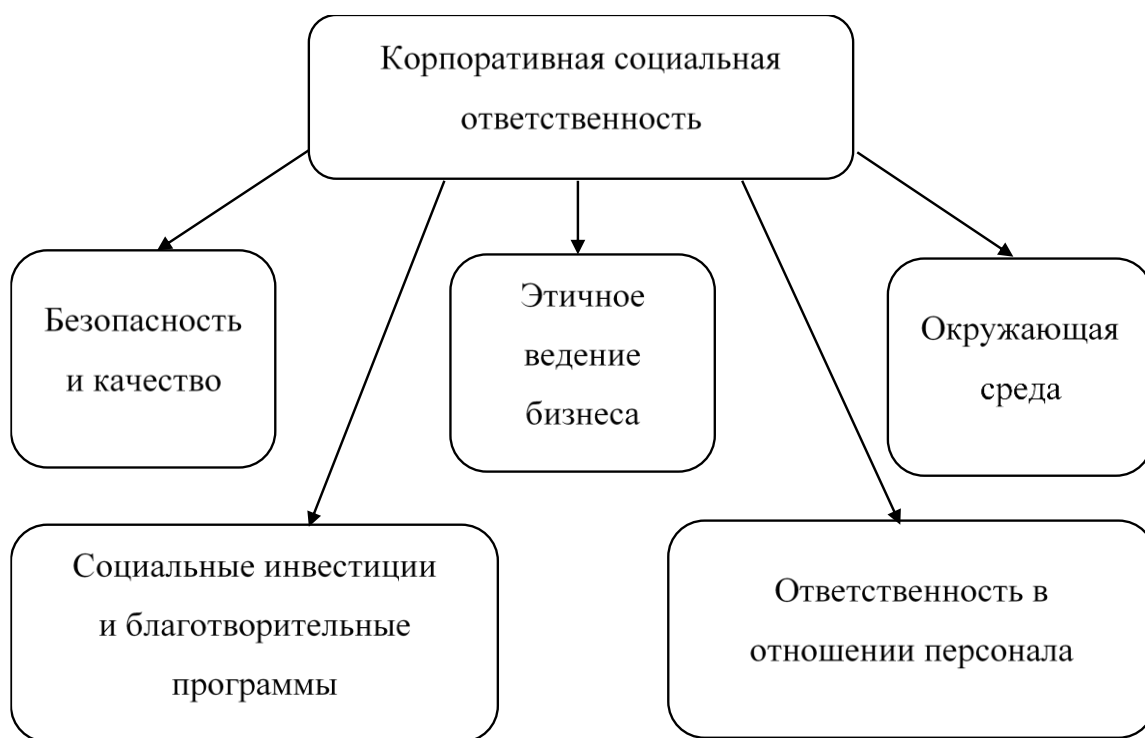 Корпоративная социальная
ответственность
Безопасность
и качество
Этичное
ведение
бизнеса
Окружающая
среда
Социальные инвестиции
и благотворительные
программы
Ответственность в
отношении персонала